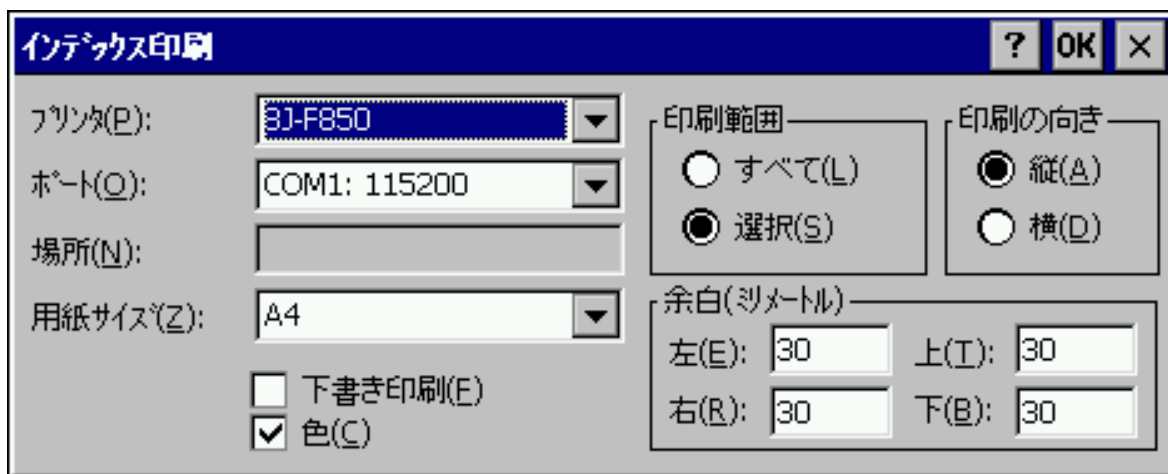 インデックス印刷 ? OK ×
プリンタ(P): BJ-F850
ポート(O): COM1: 115200
場所(N):
用紙サイズ(Z): A4
下書き印刷(F)
色(C)
印刷範囲
すべて(L)
選択(S)
印刷の向き
縦(A)
横(D)
余白(ミリメートル)
左(E): 30 上(T): 30
右(R): 30 下(B): 30